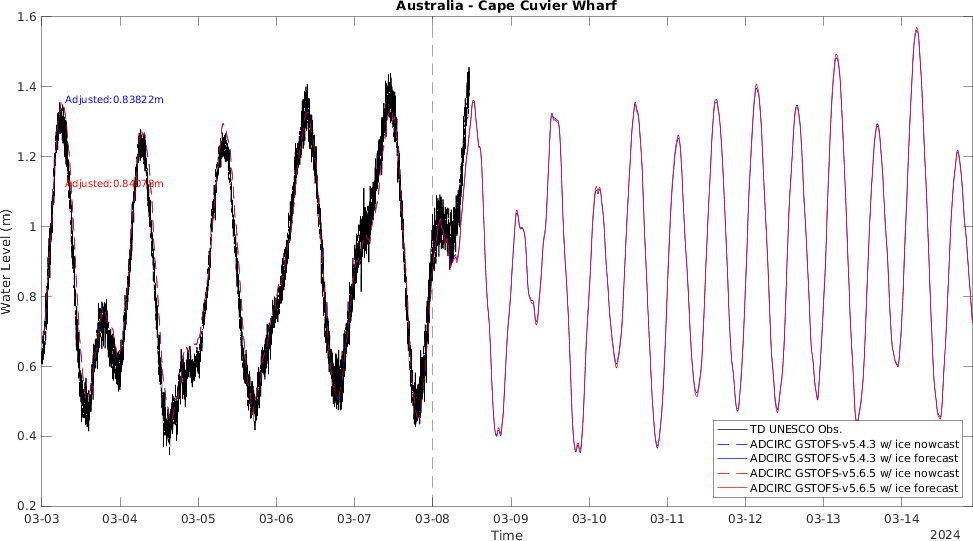 Australia - Cape Cuvier Wharf
1.6
1.4
1.2
1
0.8
0.6
0.4
0.2
Water Level (m)
Adjusted:0.83822m
Adjusted:0.84078m
TD UNESCO Obs.
ADCIRC GSTOFS-v5.4.3 w/ ice nowcast
ADCIRC GSTOFS-v5.4.3 w/ ice forecast
ADCIRC GSTOFS-v5.6.5 w/ ice nowcast
ADCIRC GSTOFS-v5.6.5 w/ ice forecast
03-03 03-04 03-05 03-06 03-07 03-08 03-09 03-10 03-11 03-12 03-13 03-14
Time
2024